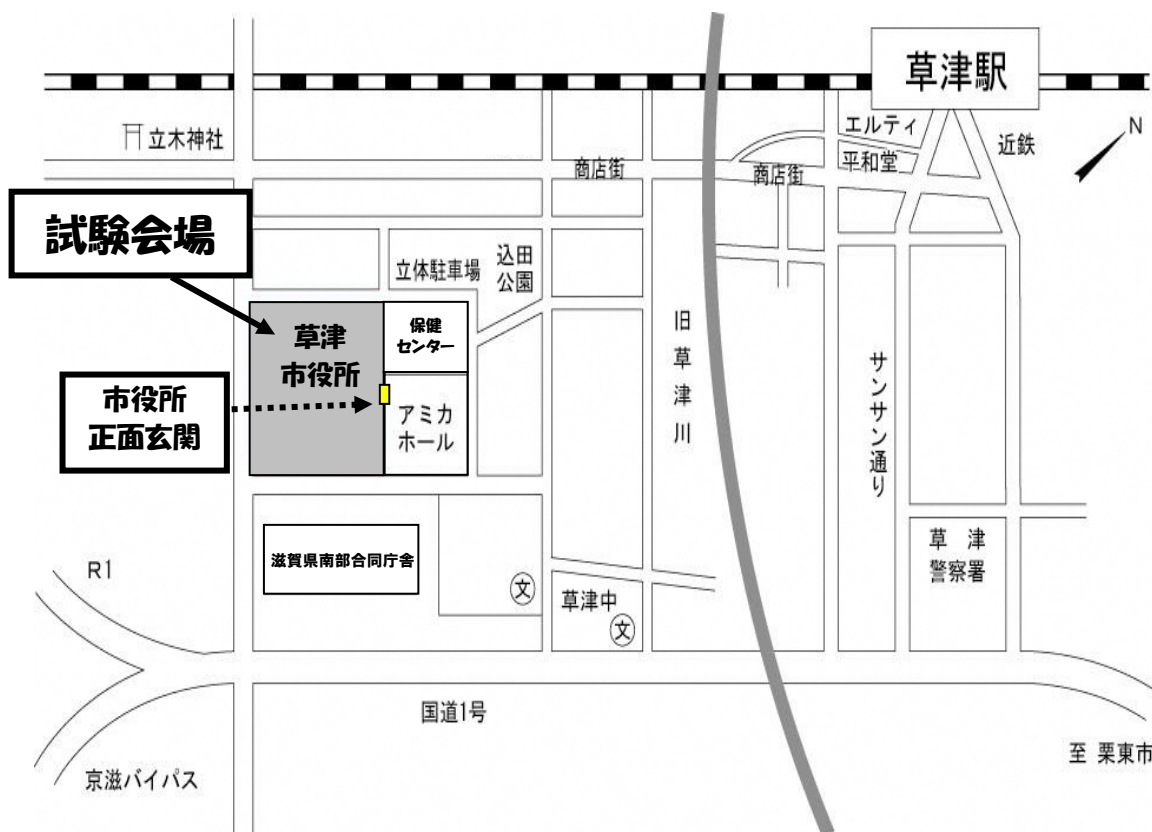 草津駅
N
エルティ
近鉄
平和堂
立木神社
商店街
商店街
試験会場
立体駐車場
込田
公園
草津
市役所
保健
センター
旧草津川
サンサン通り
市役所
正面玄関
アミカ
ホール
滋賀県南部合同庁舎
R1
文
草津中
文
草津
警察署
国道1号
至 栗東市
京滋バイパス